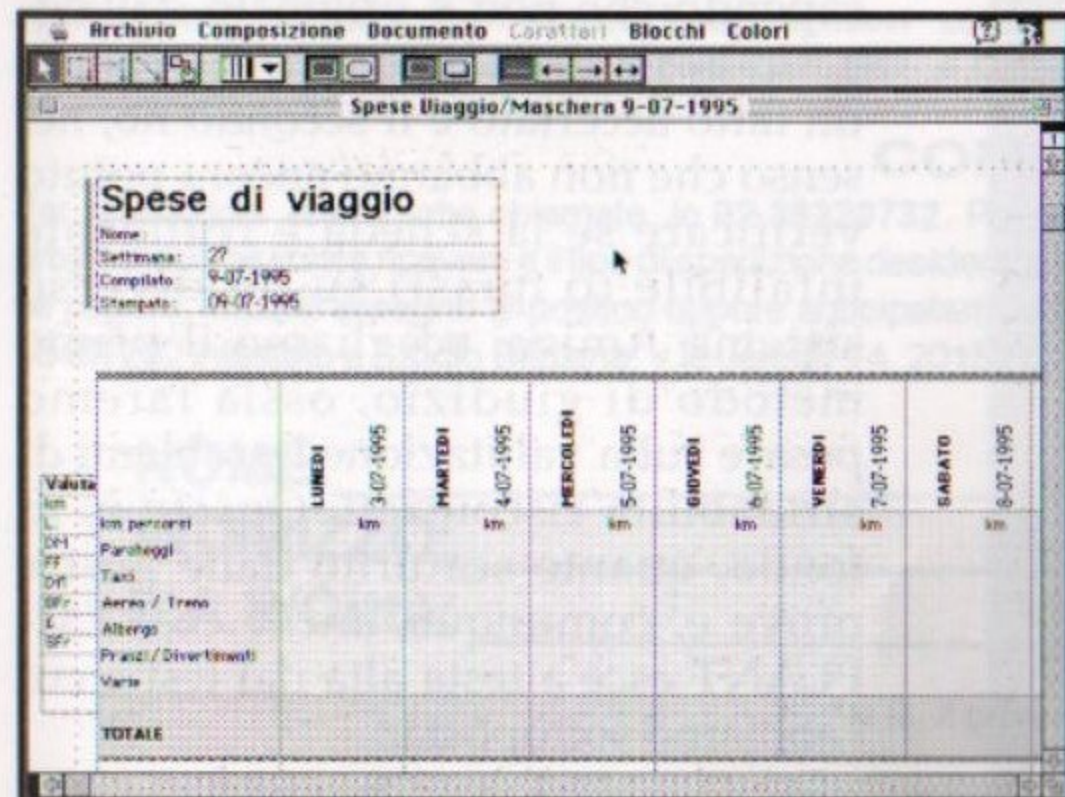 Archivio Composizione Documento Caratteri Blocchi Colori
Spese Viaggio/Maschera 9-07-1995
Spese di viaggio
Nome:
Settimana: 27
Compilato: 9-07-1995
Stampato: 09-07-1995
LUNEDI 3-07-1995 MARTEDI 4-07-1995 MERCOLEDI 5-07-1995 GIOVEDI 6-07-1995 VENERDI 7-07-1995 SABATO 8-07-1995
Valuta
km
L.
DM
FF
Dfl
BFr
£
SFr
km percorsi km km km km km km
Parcheggi
Taxi
Aereo / Treno
Albergo
Pranzi/Divertimenti
Varie
TOTALE